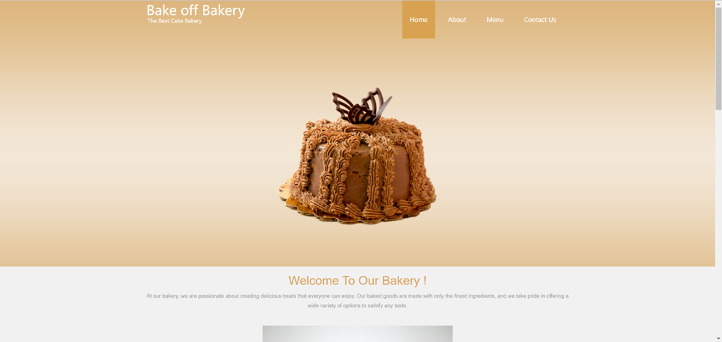 Bake off Bakery
The Best Cake Bakery
Home About Menu Contact Us
Welcome To Our Bakery !
At our bakery, we are passionate about creating delicious treats that everyone can enjoy. Our baked goods are made with only the finest ingredients, and we take pride in offering a
wide variety of options to satisfy any taste.